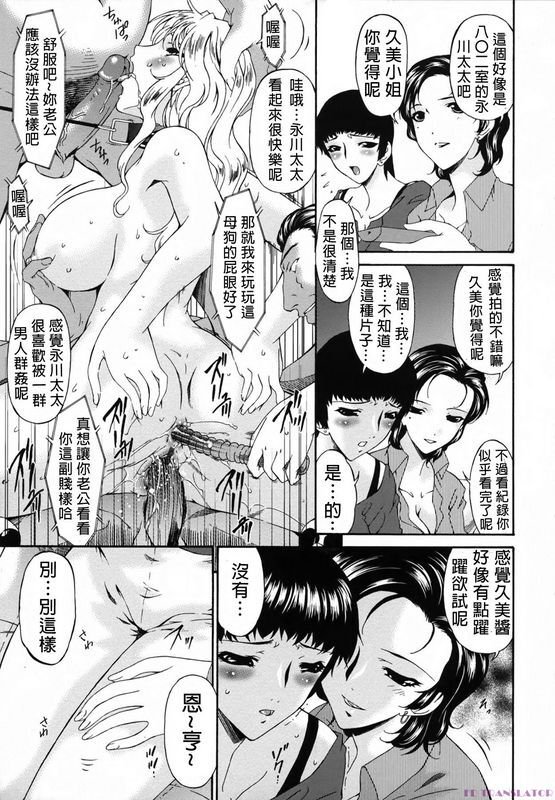 這個好像是
八〇二室的永
川太太吧
久美小姐
你覺得呢
那個…我
不是很清楚
感覺拍的不錯嘛
久美你覺得呢
這個…我…
我…不知道…
是這種片子…
不過看紀錄你
似乎看完了呢
是…的…
感覺久美醬
好像有點躍
躍欲試呢
沒有…
恩～亨～
別…別這樣
喔喔
哇哦…永川太太
看起來很快樂呢
舒服吧～妳老公
應該沒辦法這樣吧
喔喔
那就我來玩玩這
母狗的屁眼好了
感覺永川太太
很喜歡被一群
男人群姦呢
真想讓你老公看看
你這副賤樣哈
さわ
ED TRANSLATOR